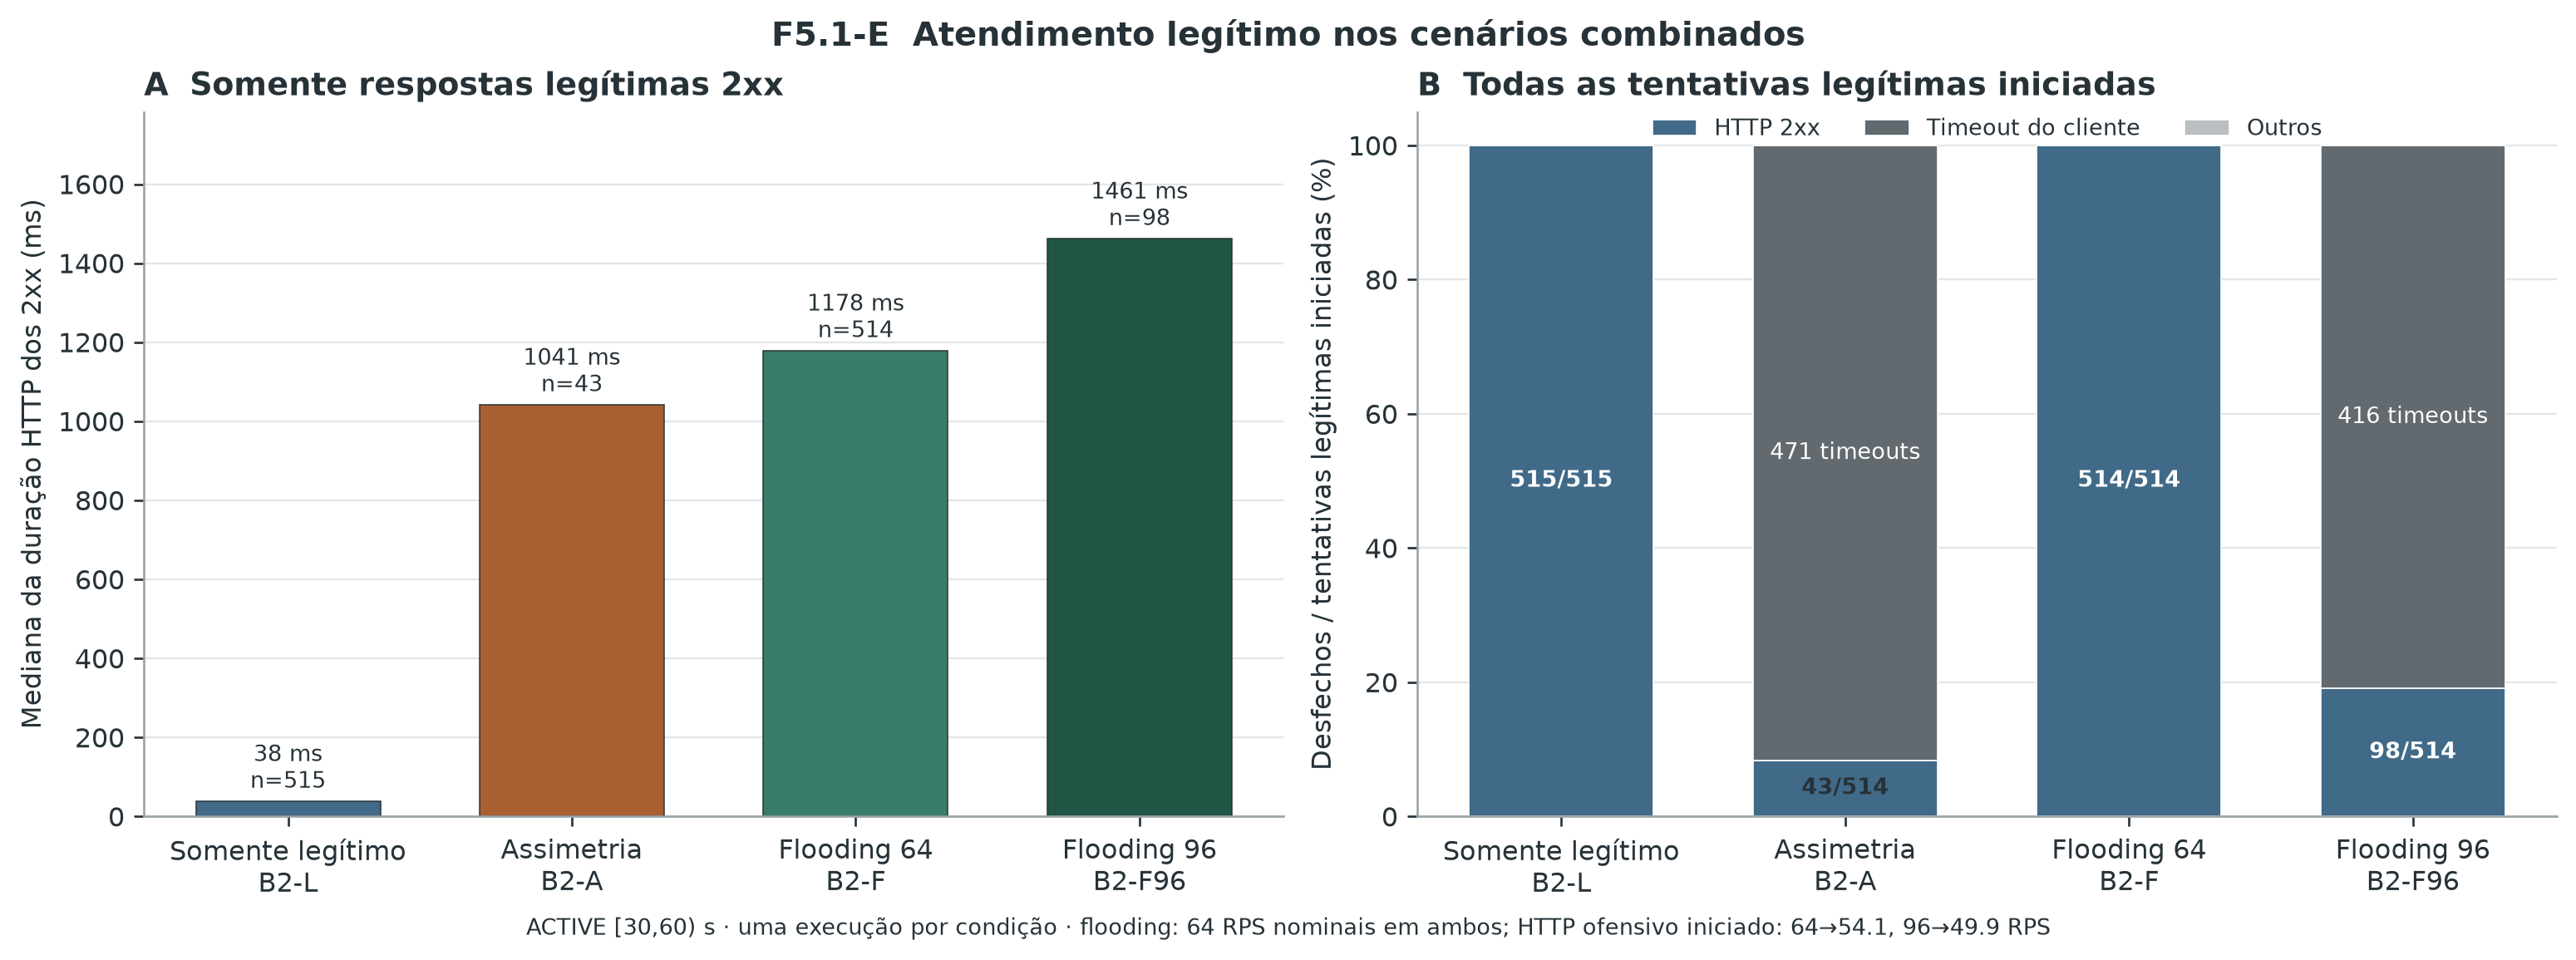 F5.1-E  Atendimento legítimo nos cenários combinados
A  Somente respostas legítimas 2xx
Mediana da duração HTTP dos 2xx (ms)
1600
1400
1200
1000
800
600
400
200
0
38 ms
n=515
1041 ms
n=43
1178 ms
n=514
1461 ms
n=98
Somente legítimo
B2-L
Assimetria
B2-A
Flooding 64
B2-F
Flooding 96
B2-F96
B  Todas as tentativas legítimas iniciadas
HTTP 2xx
Timeout do cliente
Outros
Desfechos / tentativas legítimas iniciadas (%)
100
80
60
40
20
0
515/515
471 timeouts
43/514
514/514
416 timeouts
98/514
Somente legítimo
B2-L
Assimetria
B2-A
Flooding 64
B2-F
Flooding 96
B2-F96
ACTIVE [30,60) s · uma execução por condição · flooding: 64 RPS nominais em ambos; HTTP ofensivo iniciado: 64→54.1, 96→49.9 RPS